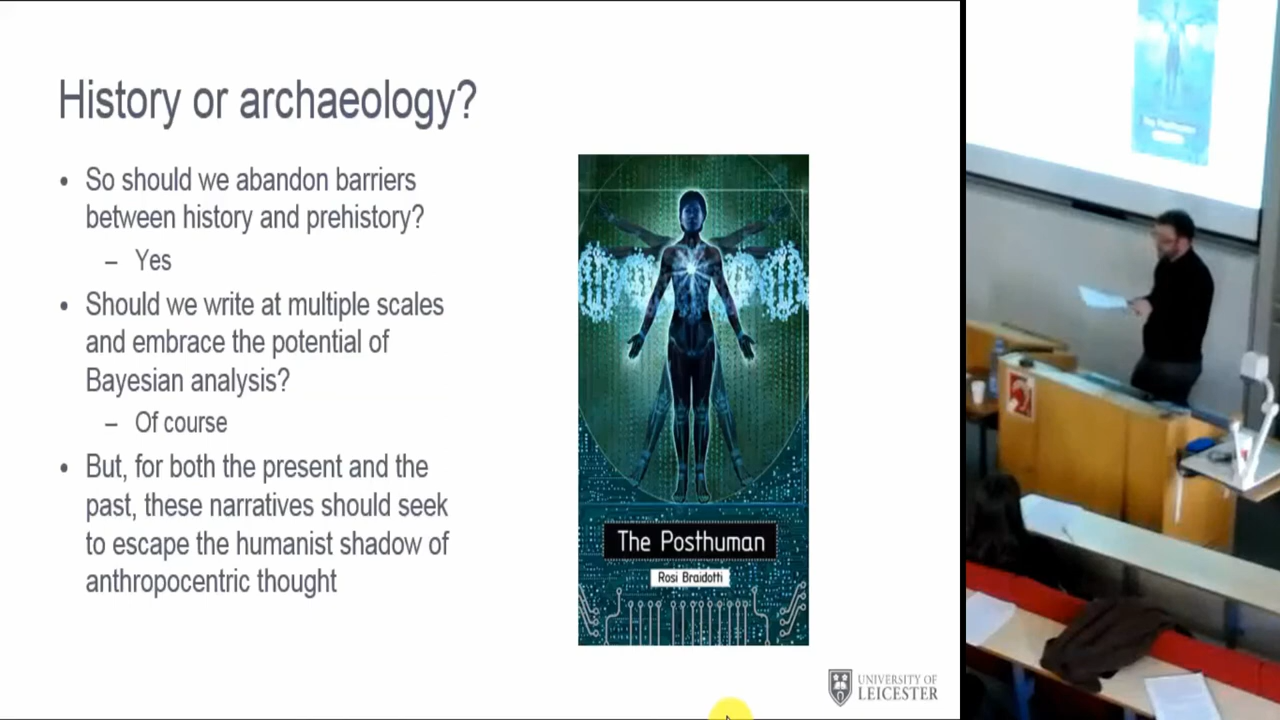 History or archaeology?
• So should we abandon barriers
between history and prehistory?
– Yes
• Should we write at multiple scales
and embrace the potential of
Bayesian analysis?
– Of course
• But, for both the present and the
past, these narratives should seek
to escape the humanist shadow of
anthropocentric thought
The Posthuman
Rosi Braidotti
UNIVERSITY OF
LEICESTER
The Posthuman